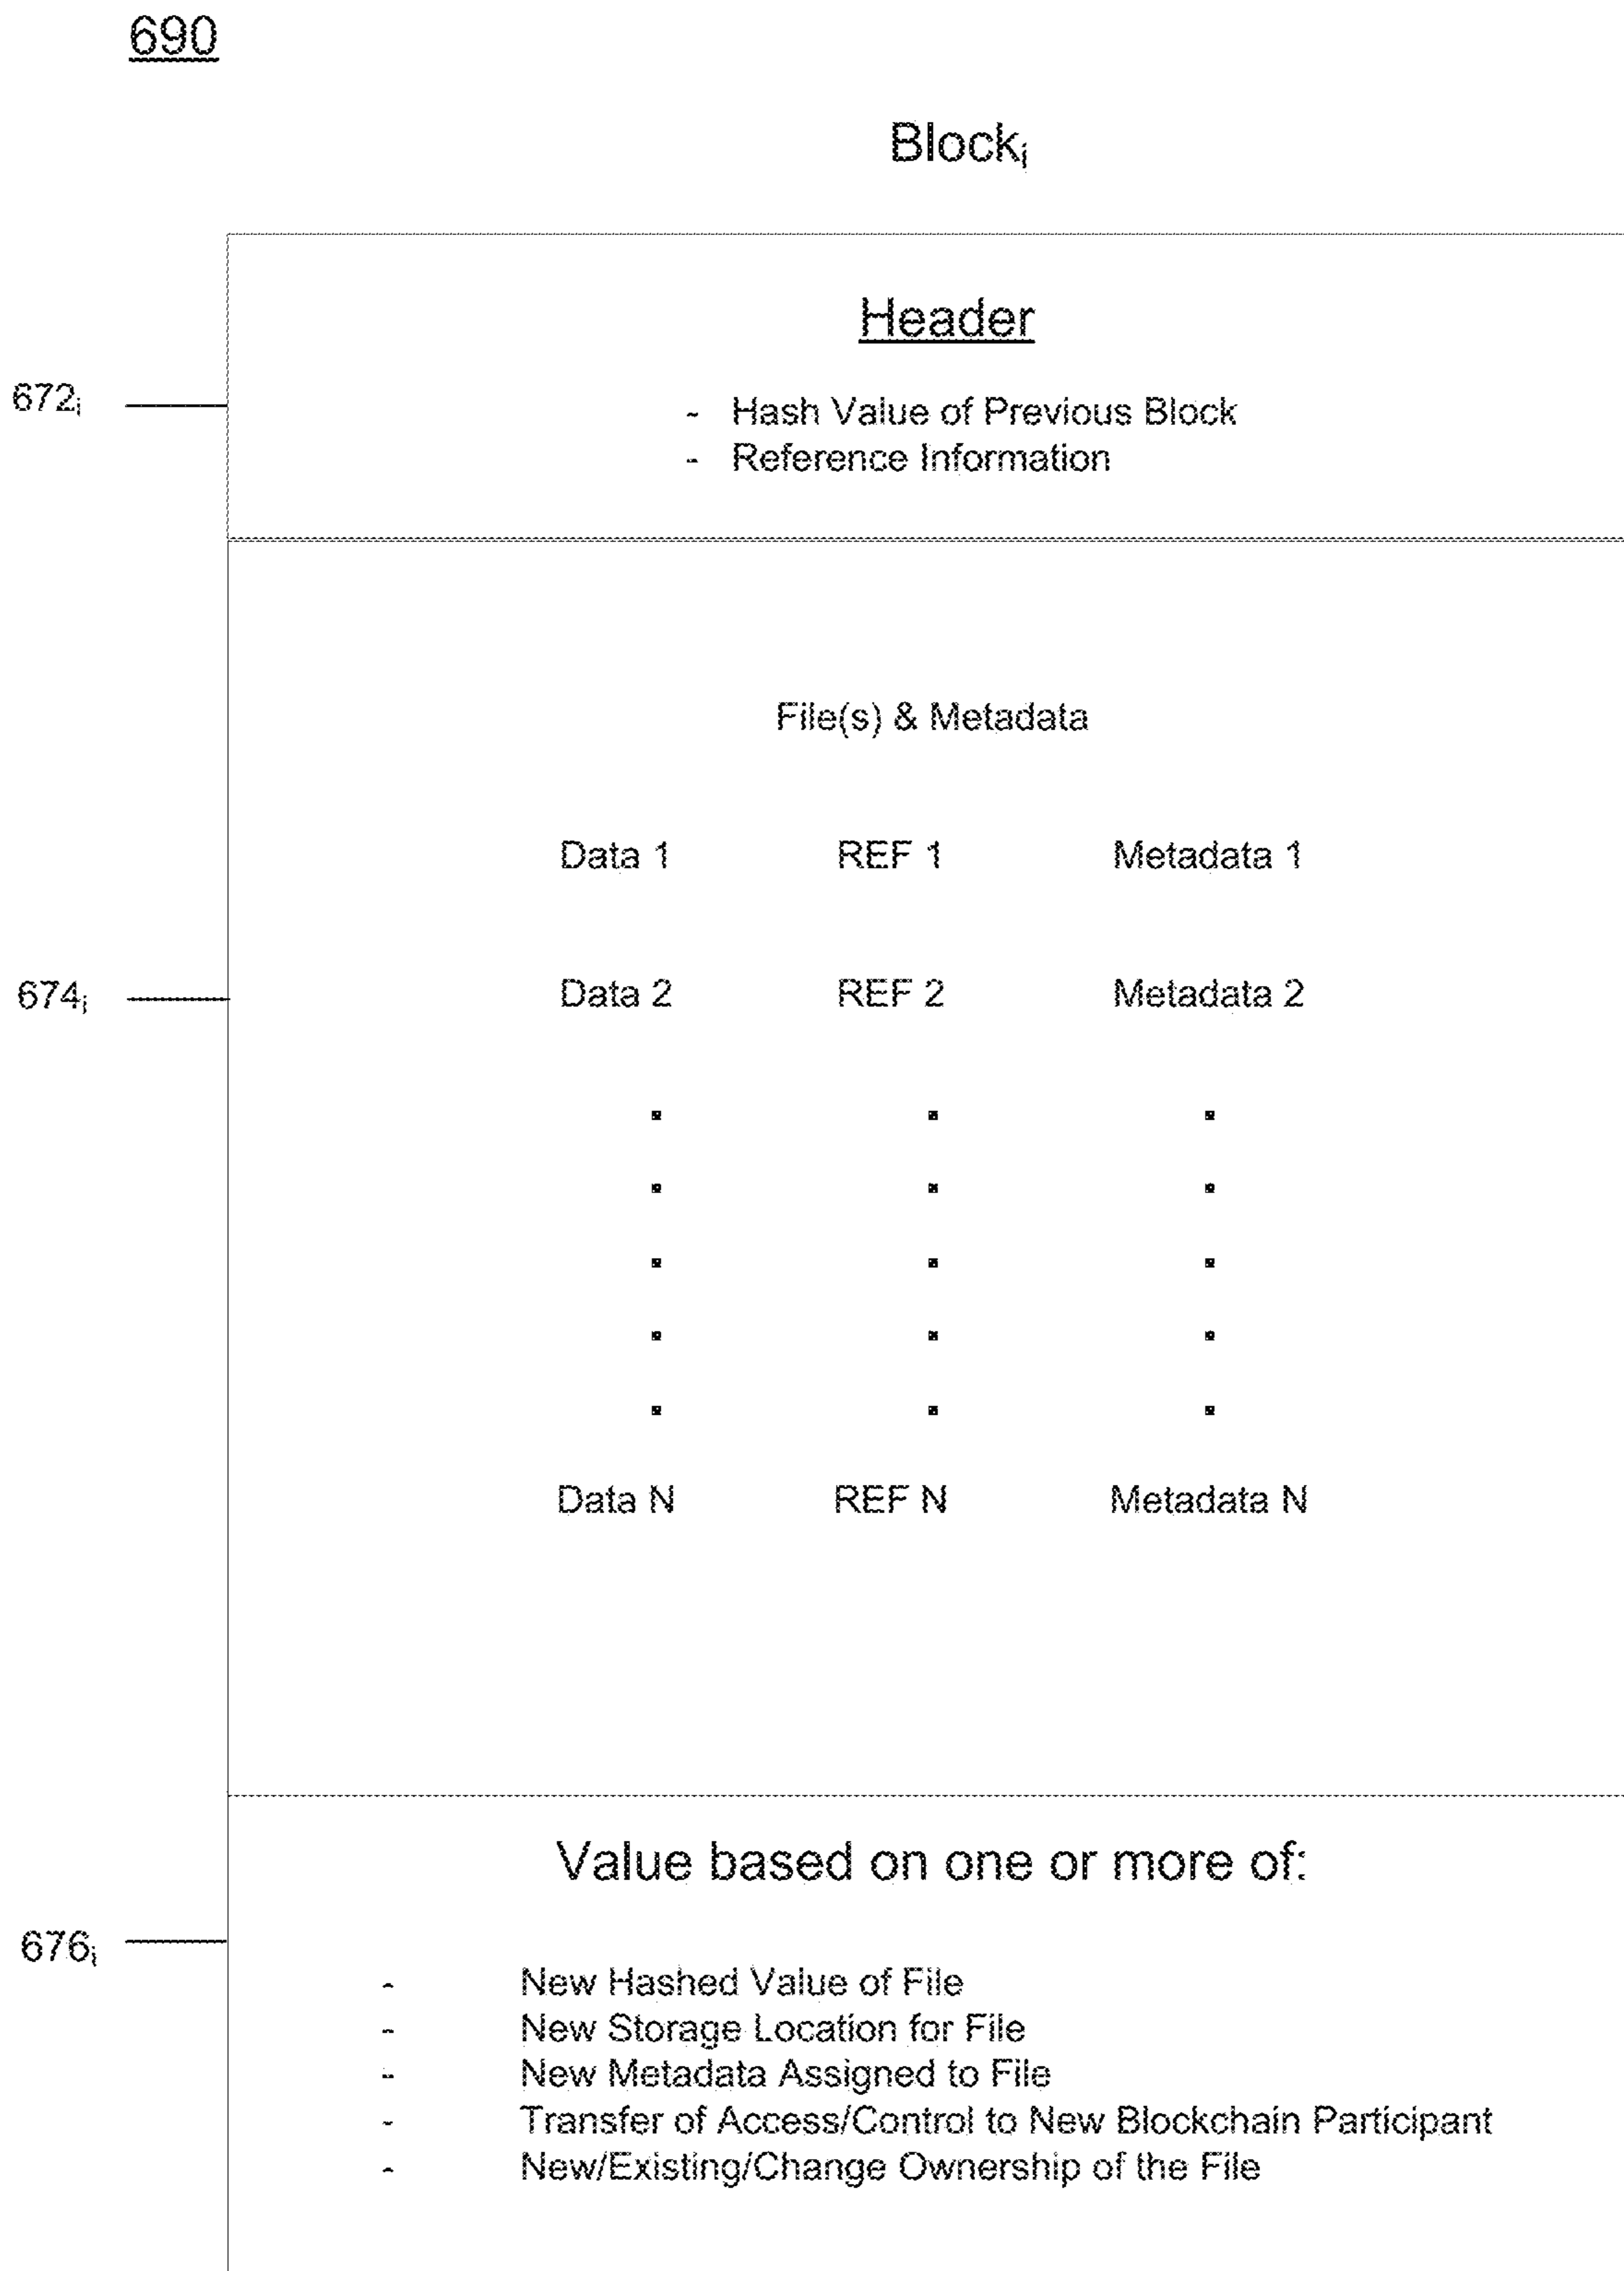 690
Blockᵢ
Header
672ᵢ
- Hash Value of Previous Block
- Reference Information
File(s) & Metadata
Data 1 REF 1 Metadata 1
674ᵢ Data 2 REF 2 Metadata 2
Data N REF N Metadata N
Value based on one or more of:
676ᵢ
- New Hashed Value of File
- New Storage Location for File
- New Metadata Assigned to File
- Transfer of Access/Control to New Blockchain Participant
- New/Existing/Change Ownership of the File